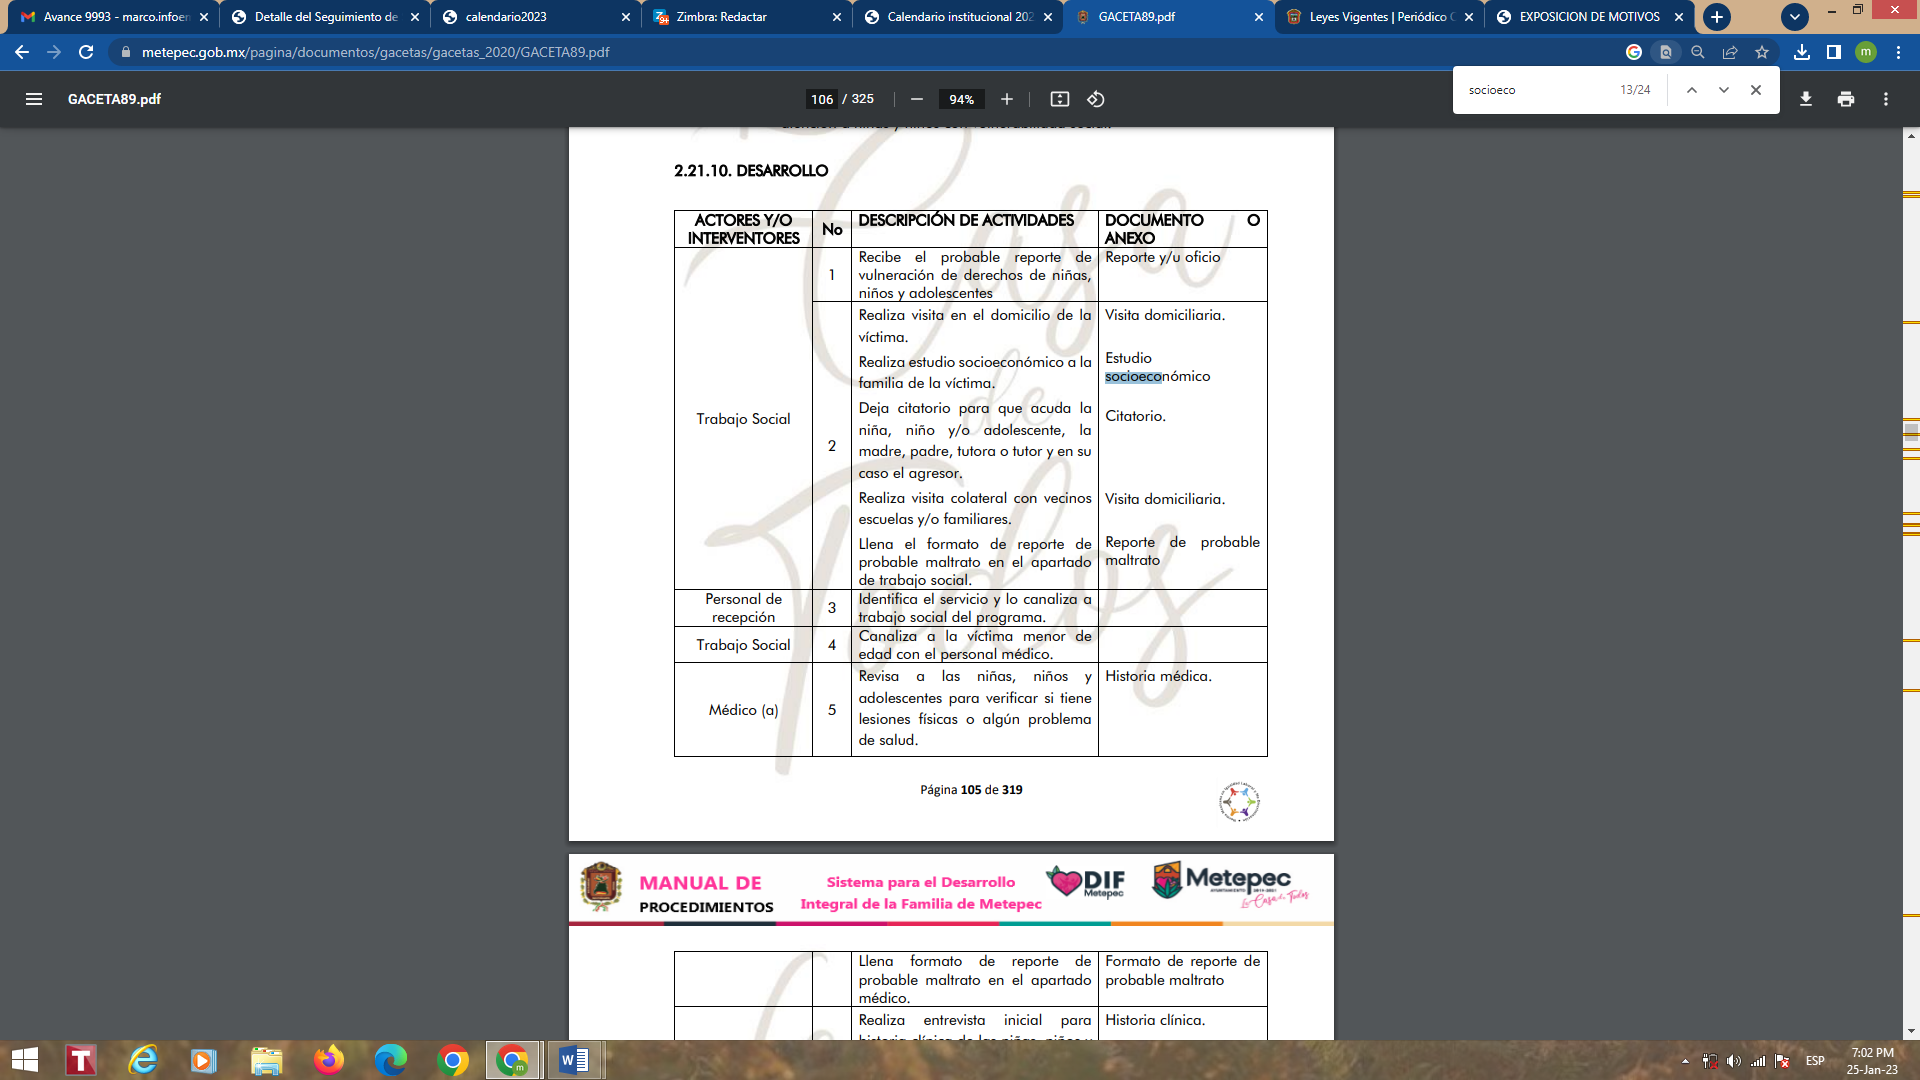 Avance 9993 - marco.infoem
Detalle del Seguimiento de
calendario2023
Zimbra: Redactar
Calendario institucional 202
GACETA89.pdf
Leyes Vigentes | Periódico O
EXPOSICION DE MOTIVOS
metepec.gob.mx/pagina/documentos/gacetas/gacetas_2020/GACETA89.pdf
m
GACETA89.pdf
106 / 325
94%
socioeco
13/24
2.21.10. DESARROLLO
ACTORES Y/O
INTERVENTORES
No
DESCRIPCIÓN DE ACTIVIDADES
DOCUMENTO O
ANEXO
Trabajo Social
1
Recibe el probable reporte de
vulneración de derechos de niñas,
niños y adolescentes
Reporte y/u oficio
2
Realiza visita en el domicilio de la
víctima.
Visita domiciliaria.
Realiza estudio socioeconómico a la
familia de la víctima.
Estudio
socioeconómico
Deja citatorio para que acuda la
niña, niño y/o adolescente, la
madre, padre, tutora o tutor y en su
caso el agresor.
Citatorio.
Realiza visita colateral con vecinos
escuelas y/o familiares.
Visita domiciliaria.
Llena el formato de reporte de
probable maltrato en el apartado
de trabajo social.
Reporte de probable
maltrato
Personal de
recepción
3
Identifica el servicio y lo canaliza a
trabajo social del programa.
Trabajo Social
4
Canaliza a la víctima menor de
edad con el personal médico.
Médico (a)
5
Revisa a las niñas, niños y
adolescentes para verificar si tiene
lesiones físicas o algún problema
de salud.
Historia médica.
Casa
de
Todos
Página 105 de 319
MANUAL DE
PROCEDIMIENTOS
Sistema para el Desarrollo
Integral de la Familia de Metepec
DIF
Metepec
Metepec
La Casa de Todos
Llena formato de reporte de
probable maltrato en el apartado
médico.
Formato de reporte de
probable maltrato
Realiza entrevista inicial para
Historia clínica.
ESP
7:02 PM
25-Jan-23